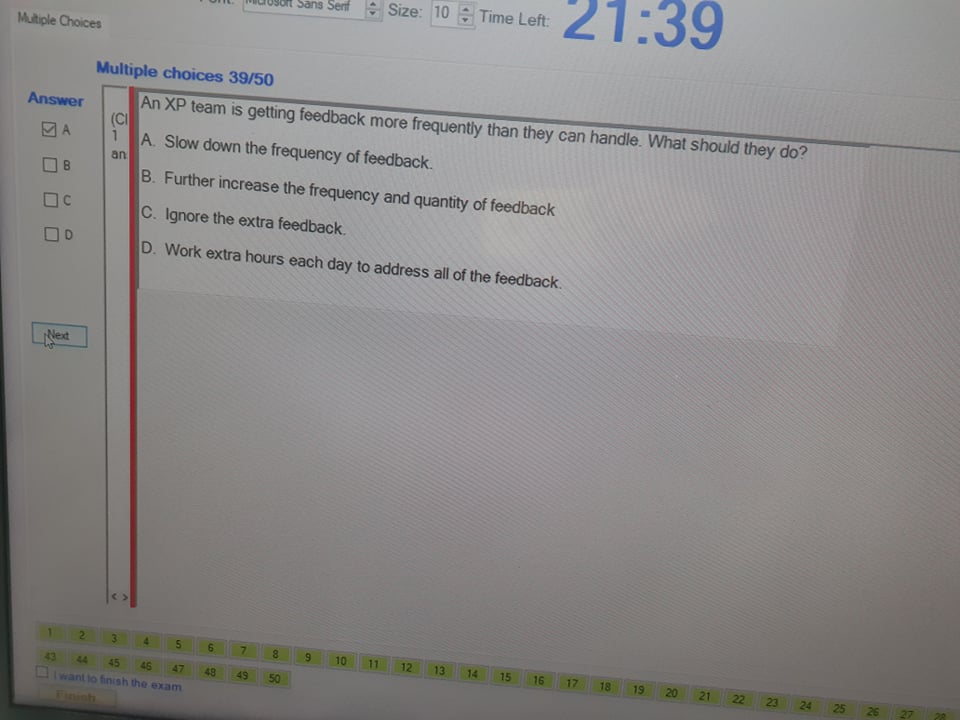 Microsoft Sans Serif Size: 10 Time Left: 21:39
Multiple Choices
Multiple choices 39/50
Answer
A
B
C
D
Next
(Cl
1
an
An XP team is getting feedback more frequently than they can handle. What should they do?
A. Slow down the frequency of feedback.
B. Further increase the frequency and quantity of feedback
C. Ignore the extra feedback.
D. Work extra hours each day to address all of the feedback.
< >
1 2 3 4 5 6 7 8 9 10 11 12 13 14 15 16 17 18 19 20 21 22 23 24 25 26 27 28
43 44 45 46 47 48 49 50
I want to finish the exam.
Finish